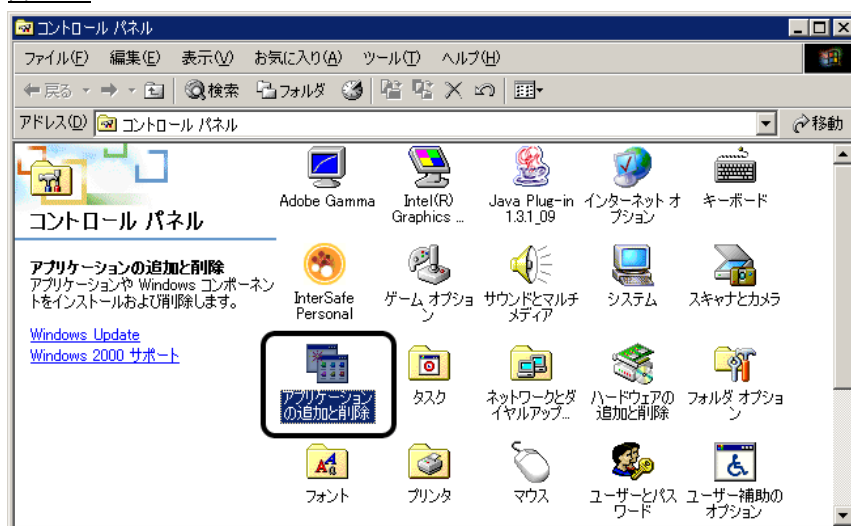 コントロール パネル
ファイル(F) 編集(E) 表示(V) お気に入り(A) ツール(T) ヘルプ(H)
戻る 検索 フォルダ
アドレス(D) コントロール パネル 移動
コントロール パネル
アプリケーションの追加と削除
アプリケーションや Windows コンポーネン
トをインストールおよび削除します。
Windows Update
Windows 2000 サポート
Adobe Gamma
Intel(R)
Graphics ...
Java Plug-in
1.3.1_09
インターネット オ
プション
キーボード
InterSafe
Personal
ゲーム オプショ
ン
サウンドとマルチ
メディア
システム
スキャナとカメラ
アプリケーション
の追加と削除
タスク
ネットワークとダ
イヤルアップ...
ハードウェアの
追加と削除
フォルダ オプショ
ン
フォント
プリンタ
マウス
ユーザーとパス
ワード
ユーザー補助の
オプション